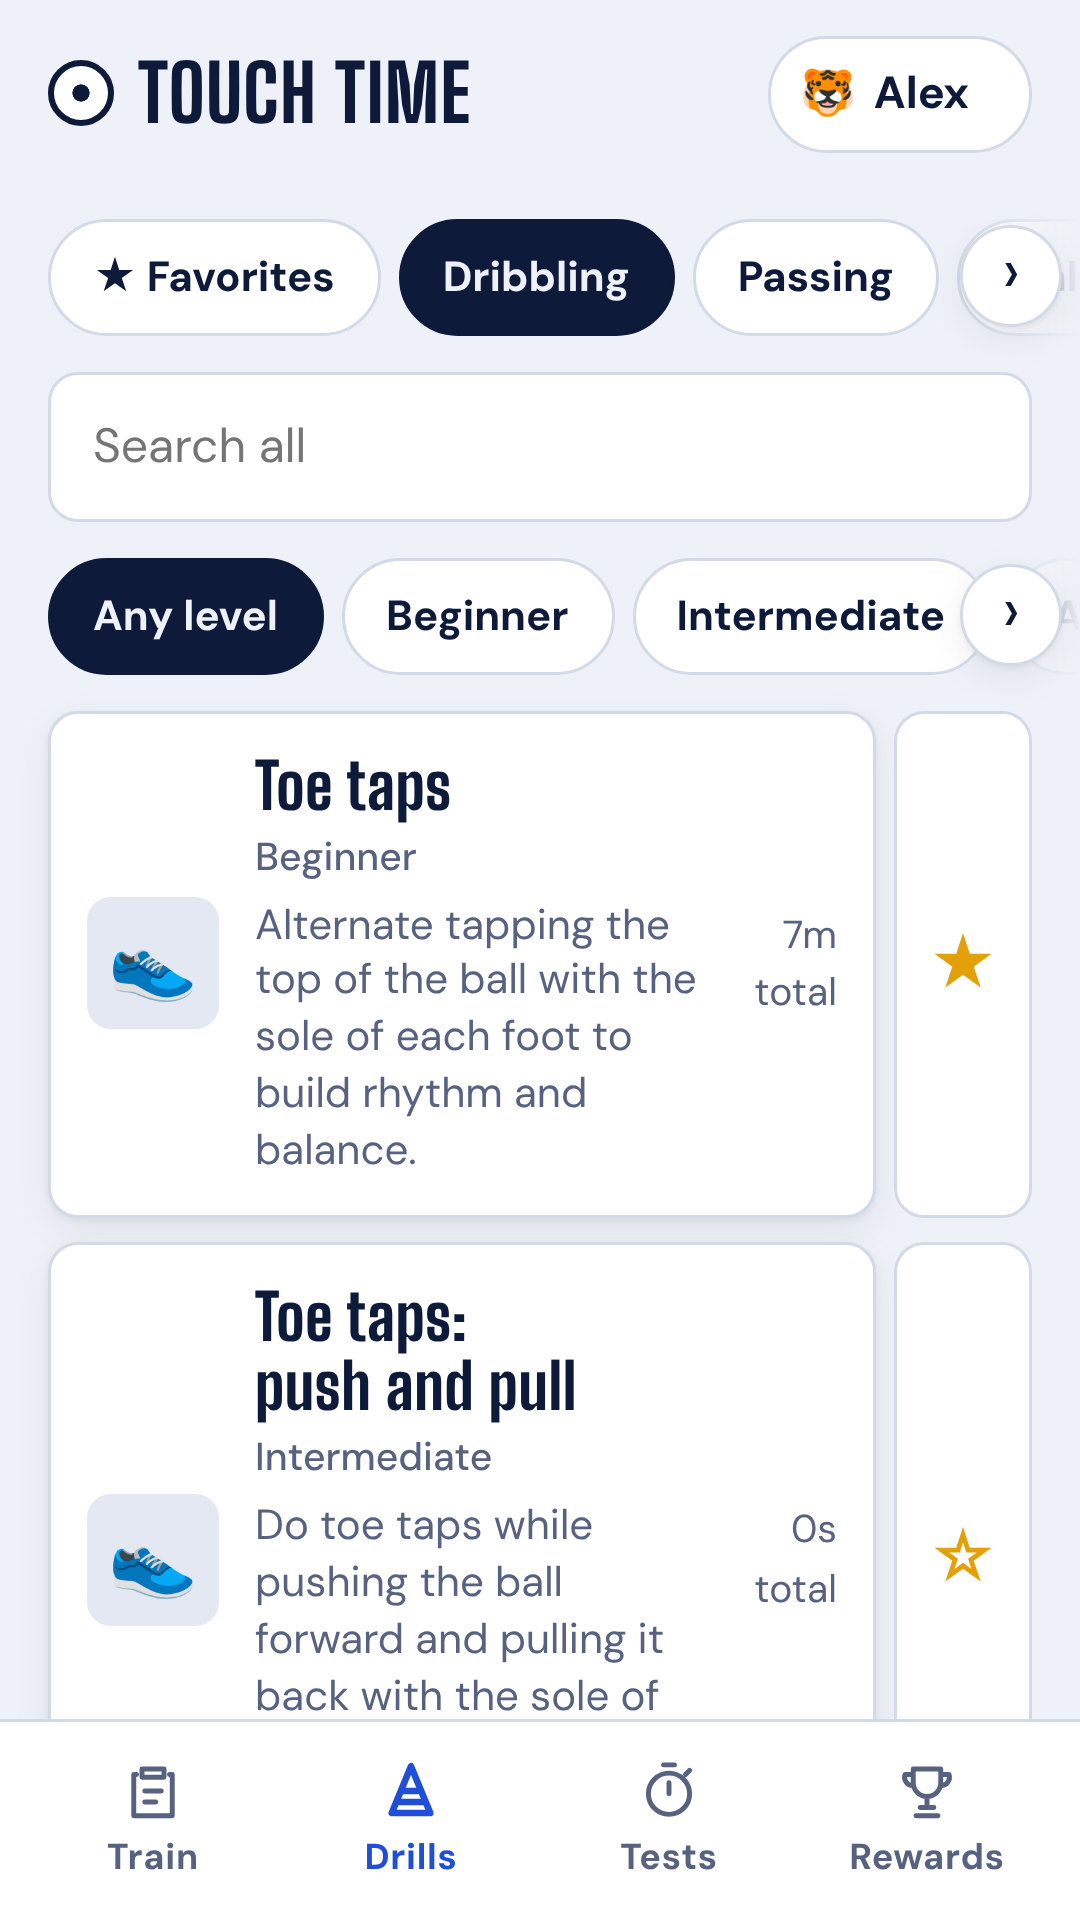 TOUCH TIME
Alex
★ Favorites
Dribbling
Passing
Search all
Any level
Beginner
Intermediate
Toe taps
Beginner
Alternate tapping the
top of the ball with the
sole of each foot to
build rhythm and
balance.
7m
total
Toe taps:
push and pull
Intermediate
Do toe taps while
pushing the ball
forward and pulling it
back with the sole of
0s
total
Train
Drills
Tests
Rewards